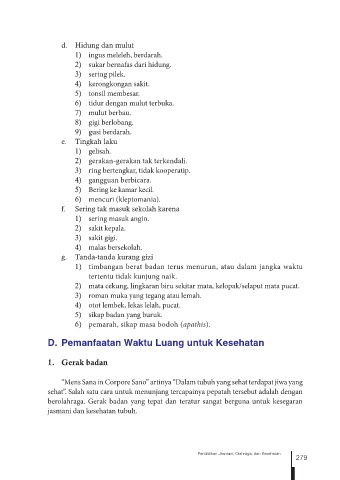 d. Hidung dan mulut
1) ingus meleleh, berdarah.
2) sukar bernafas dari hidung.
3) sering pilek.
4) kerongkongan sakit.
5) tonsil membesar.
6) tidur dengan mulut terbuka.
7) mulut berbau.
8) gigi berlobang.
9) gusi berdarah.
e. Tingkah laku
1) gelisah.
2) gerakan-gerakan tak terkendali.
3) ring bertengkar, tidak kooperatip.
4) gangguan berbicara.
5) Bering ke kamar kecil.
6) mencuri (kleptomania).
f. Sering tak masuk sekolah karena
1) sering masuk angin.
2) sakit kepala.
3) sakit gigi.
4) malas bersekolah.
g. Tanda-tanda kurang gizi
1) timbangan berat badan terus menurun, atau dalam jangka waktu
tertentu tidak kunjung naik.
2) mata cekung, lingkaran biru sekitar mata, kelopak/selaput mata pucat.
3) roman muka yang tegang atau lemah.
4) otot lembek, lekas lelah, pucat.
5) sikap badan yang buruk.
6) pemarah, sikap masa bodoh (apathis).
D. Pemanfaatan Waktu Luang untuk Kesehatan
1. Gerak badan
"Mens Sana in Corpore Sano" artinya "Dalam tubuh yang sehat terdapat jiwa yang
sehat". Salah satu cara untuk menunjang tercapainya pepatah tersebut adalah dengan
berolahraga. Gerak badan yang tepat dan teratur sangat berguna untuk kesegaran
jasmani dan kesehatan tubuh.
Pendidikan Jasmani, Olahraga, dan Kesehatan
279